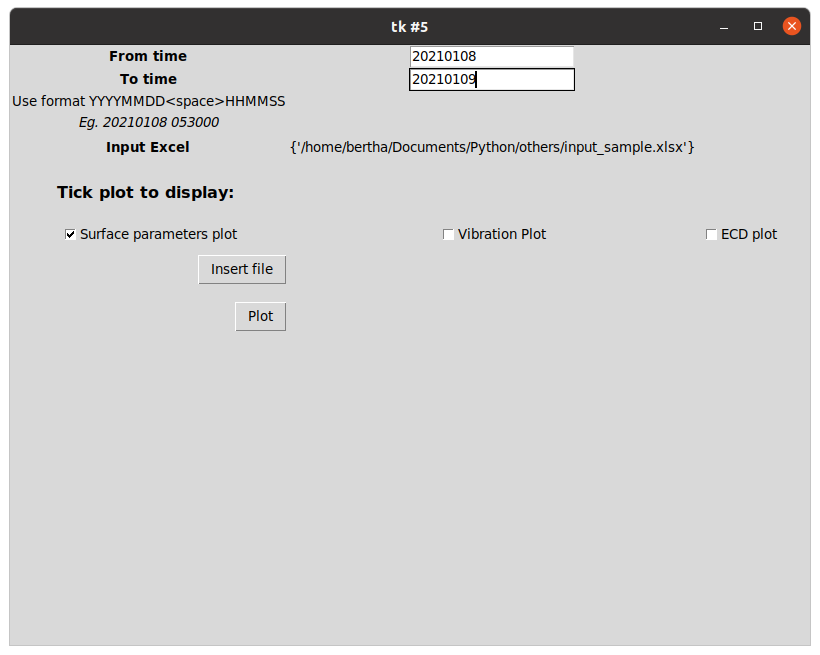 tk #5
From time 20210108
To time 20210109
Use format YYYYMMDD<space>HHMMSS
Eg. 20210108 053000
Input Excel {'/home/bertha/Documents/Python/others/input_sample.xlsx'}
Tick plot to display:
Surface parameters plot Vibration Plot ECD plot
Insert file
Plot